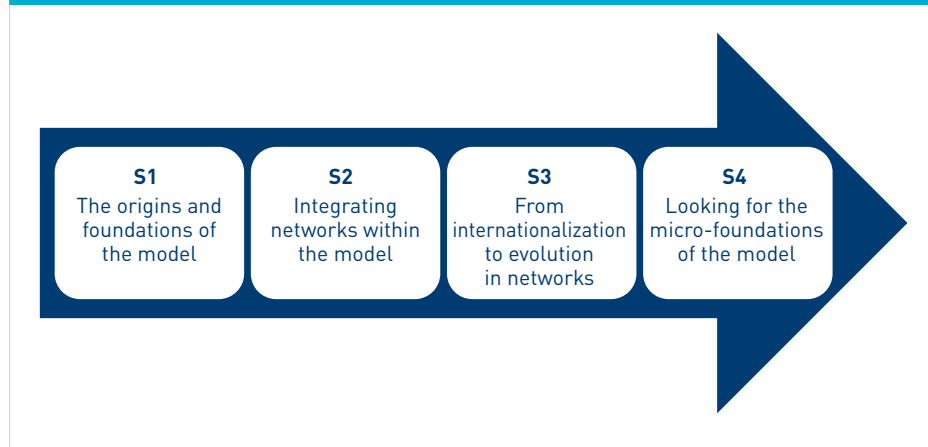 S1
The origins and
foundations of
the model
S2
Integrating
networks within
the model
S3
From
internationalization
to evolution
in networks
S4
Looking for the
micro-foundations
of the model